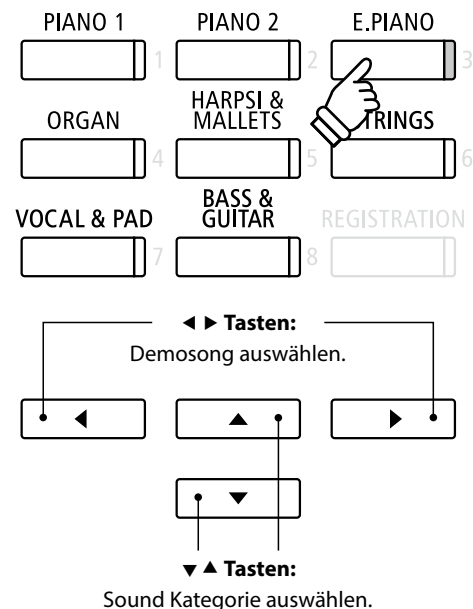 PIANO 1 PIANO 2 E.PIANO
1 2 3
ORGAN HARPSI & MALLETS TRINGS
4 5 6
VOCAL & PAD BASS & GUITAR REGISTRATION
7 8
◀ ▶ Tasten:
Demosong auswählen.
◀ ▲ ▶
▼
▼ ▲ Tasten:
Sound Kategorie auswählen.